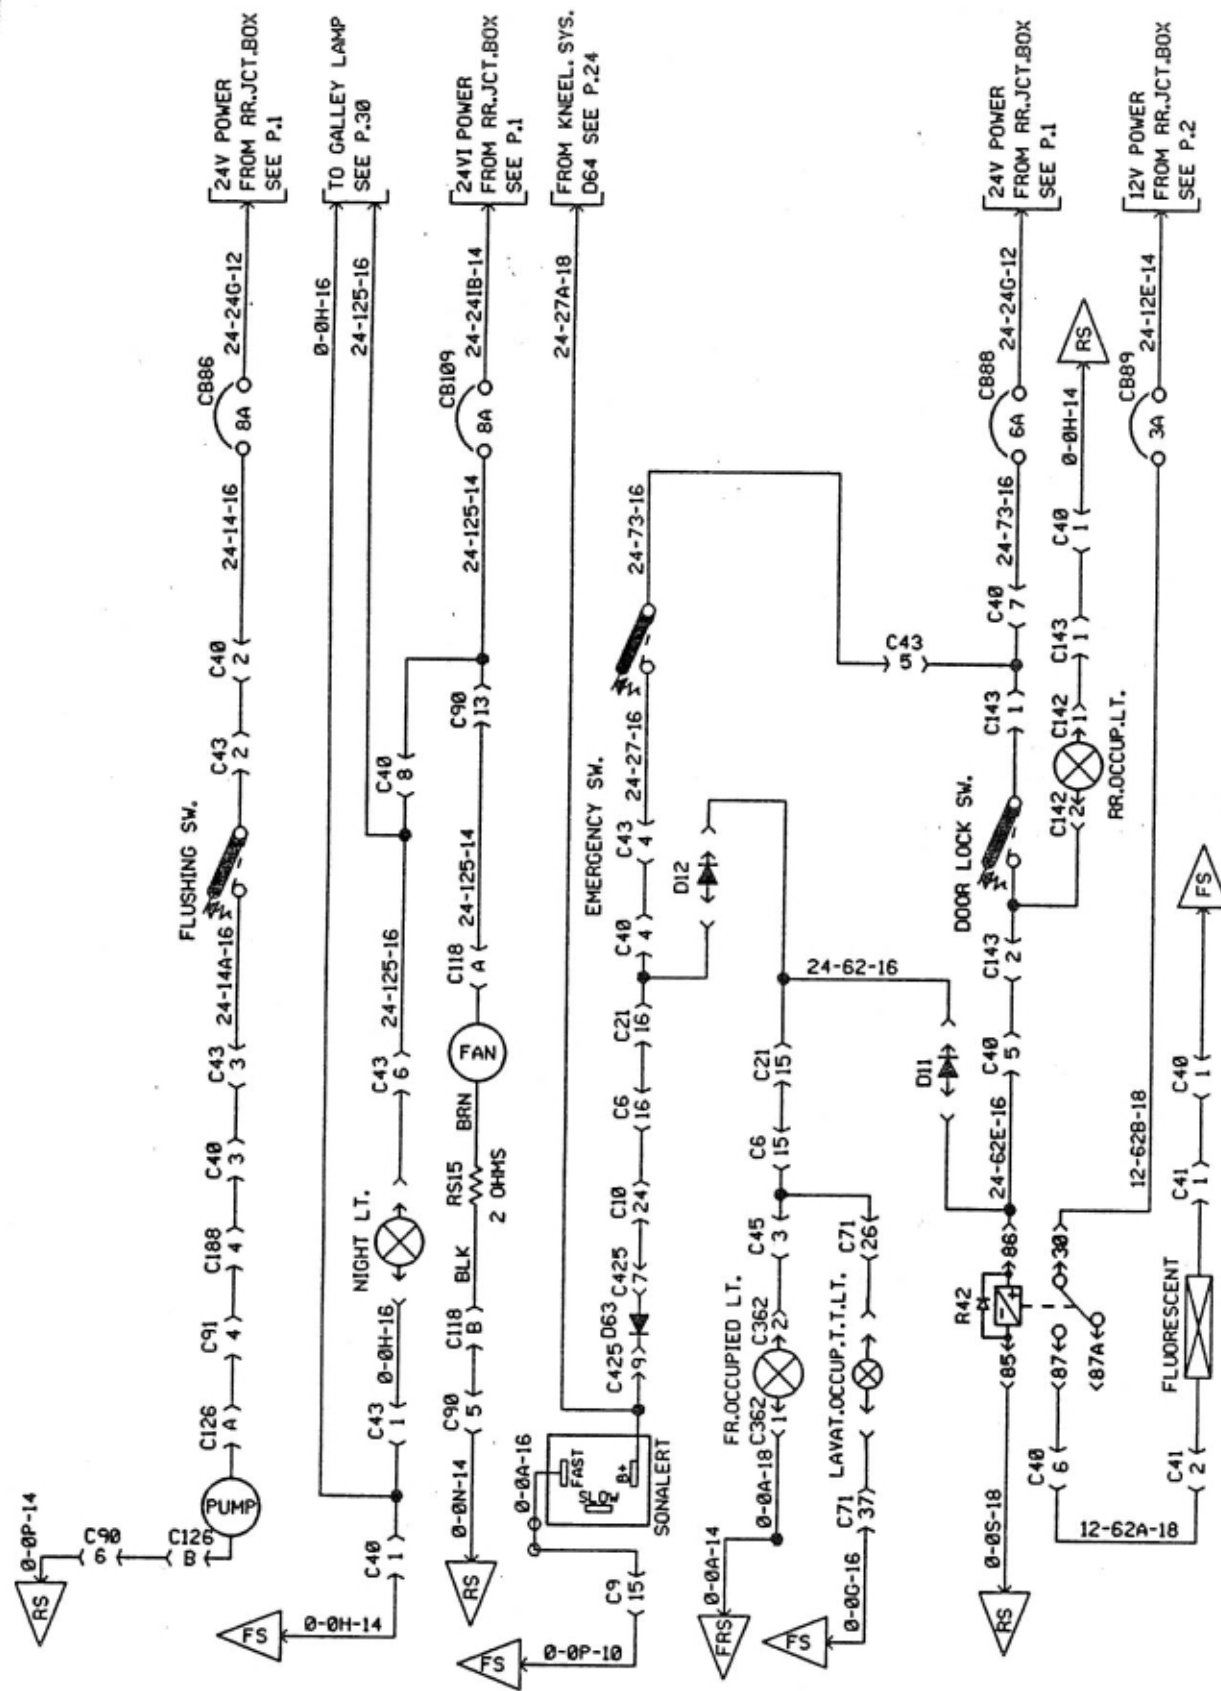 24V POWER
FROM RR.JCT.BOX
SEE P.1
24-24G-12
CB86
8A
24-14-16
C40
2
C43
2
FLUSHING SW.
24-14A-16
C43
3
C40
3
C188
4
C91
4
C126
A
PUMP
C126
B
C90
6
0-0P-14
RS
TO GALLEY LAMP
SEE P.30
0-0H-16
24-125-16
C40
8
24-125-16
C43
6
NIGHT LT.
0-0H-16
C43
1
C40
1
0-0H-14
FS
24VI POWER
FROM RR.JCT.BOX
SEE P.1
24-24IB-14
CB109
8A
24-125-14
C90
13
24-125-14
C118
A
FAN
BRN
RS15
2 OHMS
BLK
C118
B
C90
5
0-0N-14
RS
FROM KNEEL. SYS.
D64 SEE P.24
24-27A-18
24-73-16
EMERGENCY SW.
24-27-16
C43
4
C40
4
D12
C21
16
C6
16
C10
24
C425
7
D63
C425
9
FAST
SLOW
B+
SONALERT
0-0A-16
C9
15
0-0P-10
FS
24-62-16
C21
15
C6
15
C45
3
FR.OCCUPIED LT.
C362
2
C362
1
0-0A-18
0-0A-14
FRS
C71
26
LAVAT.OCCUP.T.T.LT.
C71
37
0-0G-16
FS
24V POWER
FROM RR.JCT.BOX
SEE P.1
24-24G-12
CB88
6A
24-73-16
C40
7
C43
5
C143
1
DOOR LOCK SW.
C143
2
C40
5
D11
24-62E-16
86
R42
- +
85
0-0S-18
RS
RS
0-0H-14
C40
1
C143
1
C142
1
RR.OCCUP.LT.
C142
2
12V POWER
FROM RR.JCT.BOX
SEE P.2
24-12E-14
CB89
3A
12-62B-18
30
87
87A
C40
6
12-62A-18
C41
2
FLUORESCENT
C41
1
C40
1
FS